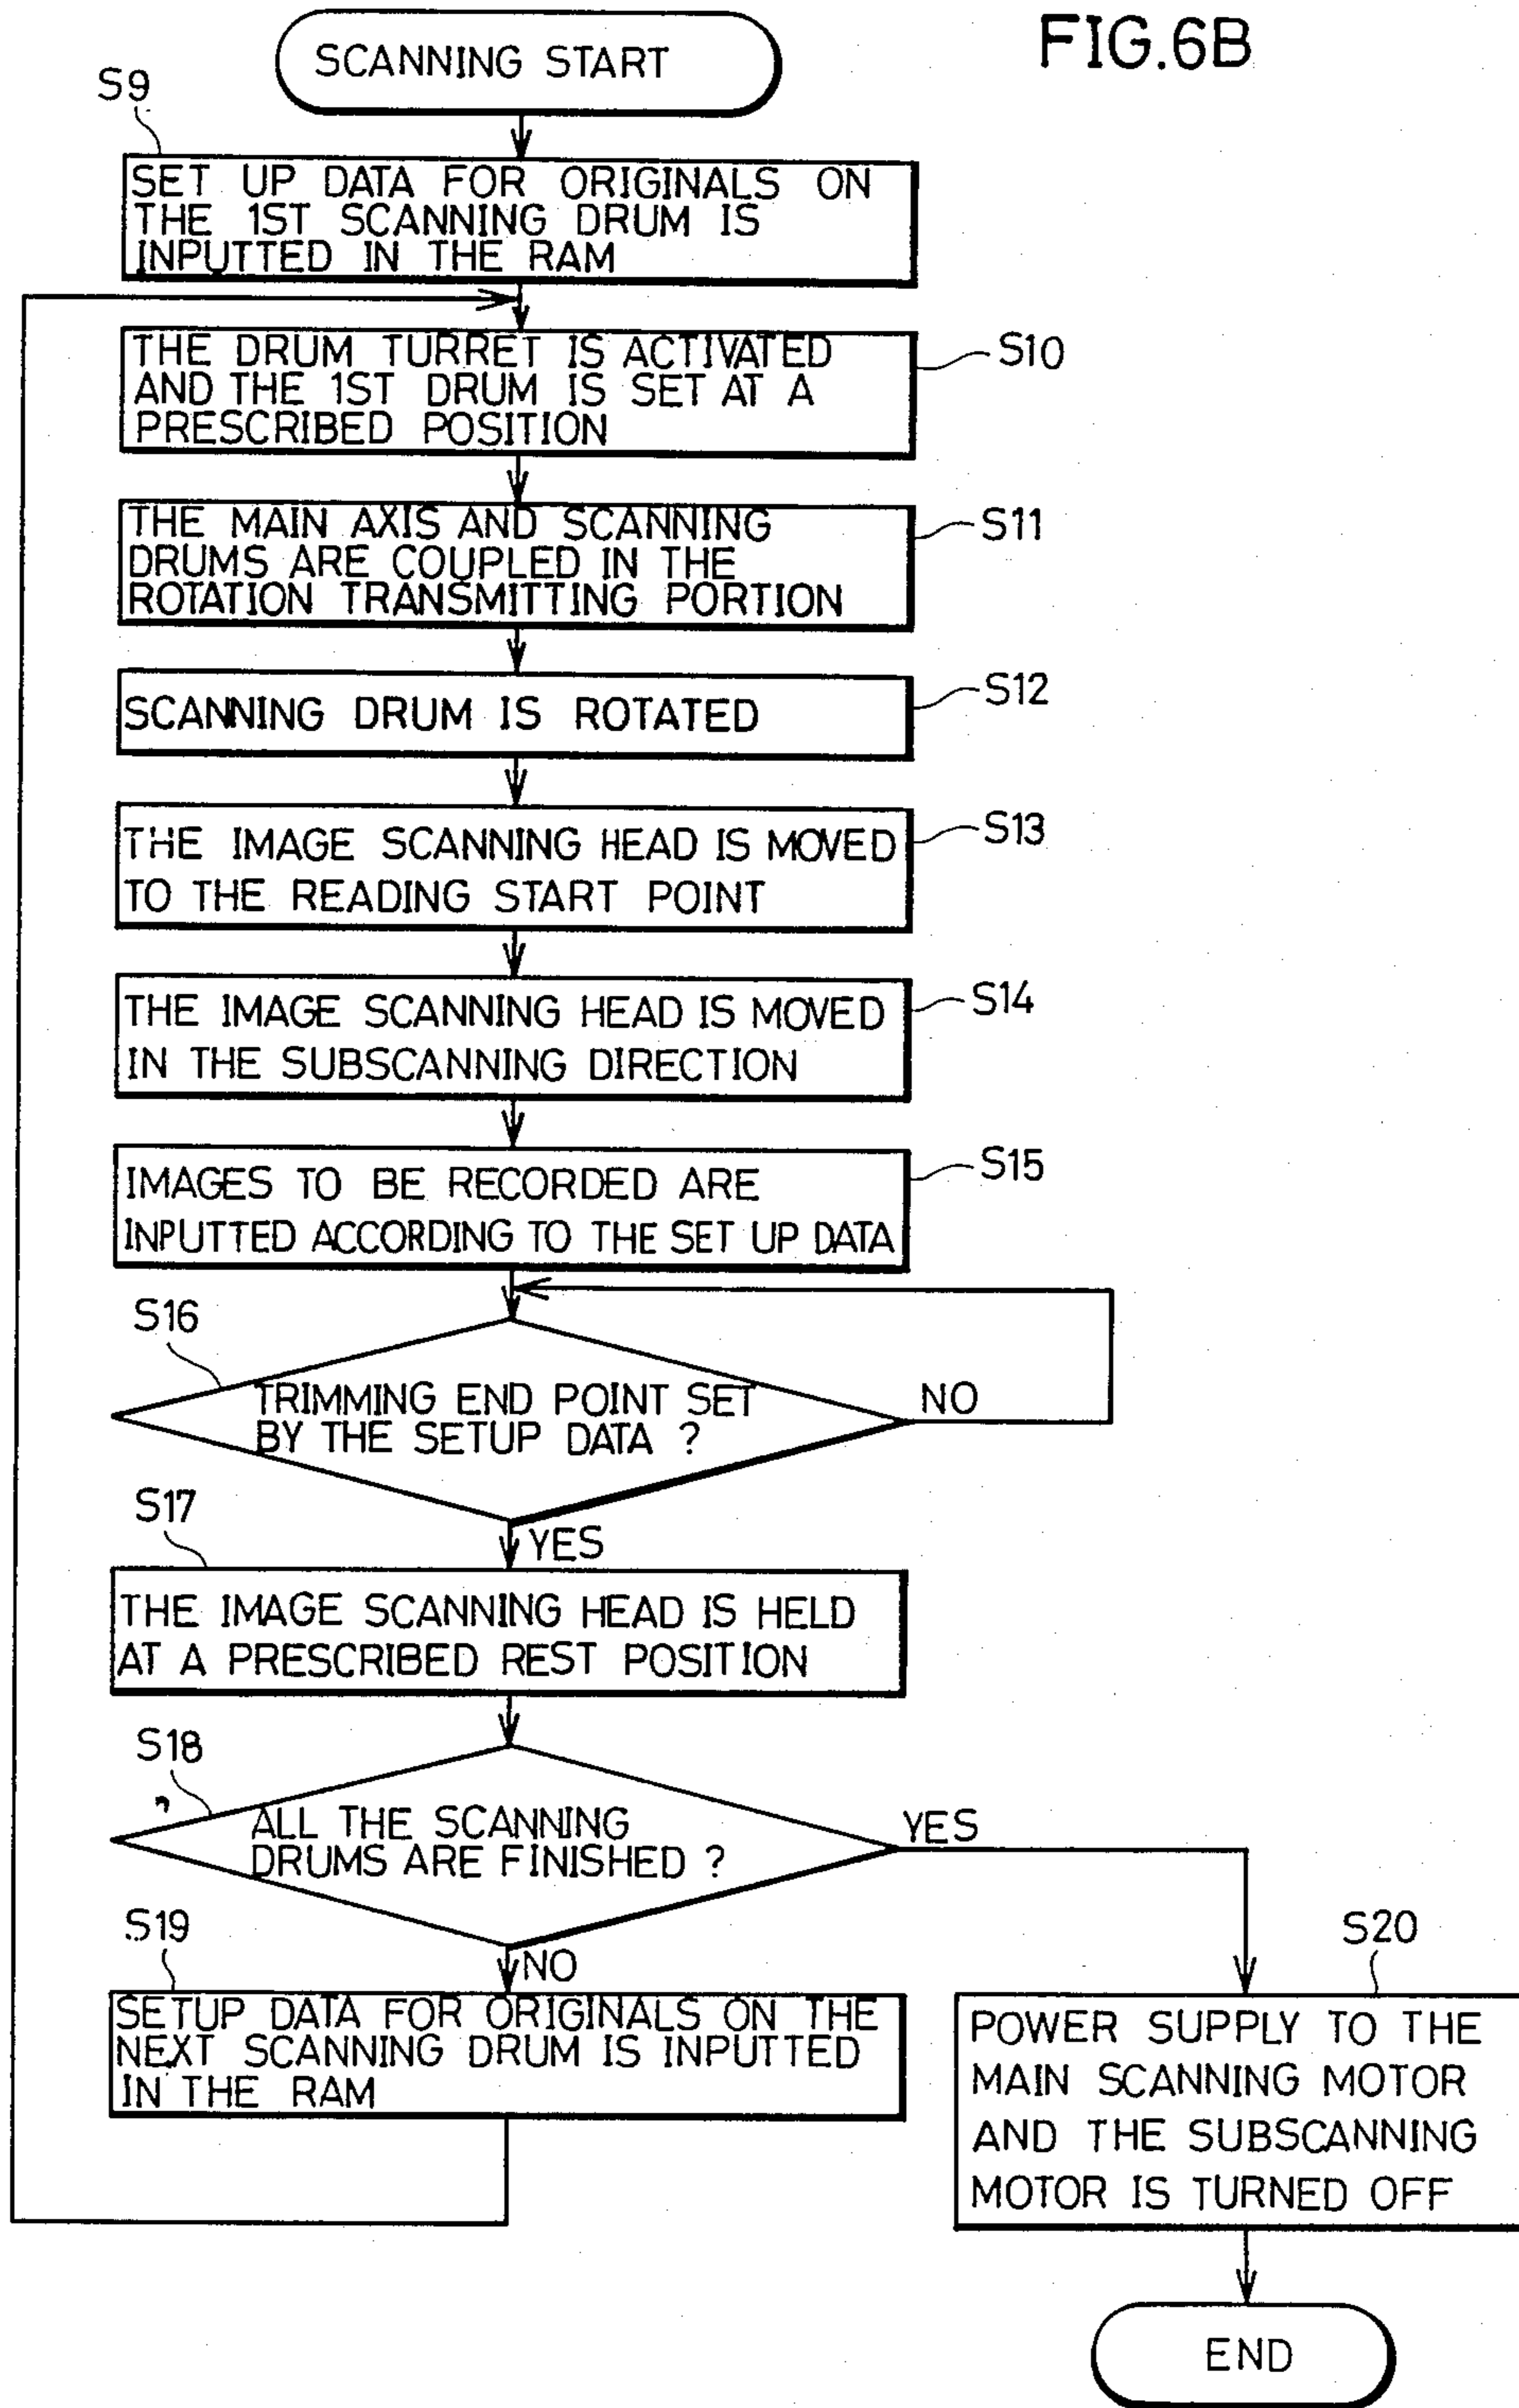 FIG.6B
SCANNING START
S9
SET UP DATA FOR ORIGINALS ON
THE 1ST SCANNING DRUM IS
INPUTTED IN THE RAM
THE DRUM TURRET IS ACTIVATED
AND THE 1ST DRUM IS SET AT A
PRESCRIBED POSITION
S10
THE MAIN AXIS AND SCANNING
DRUMS ARE COUPLED IN THE
ROTATION TRANSMITTING PORTION
S11
SCANNING DRUM IS ROTATED
S12
THE IMAGE SCANNING HEAD IS MOVED
TO THE READING START POINT
S13
THE IMAGE SCANNING HEAD IS MOVED
IN THE SUBSCANNING DIRECTION
S14
IMAGES TO BE RECORDED ARE
INPUTTED ACCORDING TO THE SET UP DATA
S15
S16
TRIMMING END POINT SET
BY THE SETUP DATA ?
NO
YES
S17
THE IMAGE SCANNING HEAD IS HELD
AT A PRESCRIBED REST POSITION
S18
ALL THE SCANNING
DRUMS ARE FINISHED ?
YES
NO
S19
SETUP DATA FOR ORIGINALS ON THE
NEXT SCANNING DRUM IS INPUTTED
IN THE RAM
S20
POWER SUPPLY TO THE
MAIN SCANNING MOTOR
AND THE SUBSCANNING
MOTOR IS TURNED OFF
END